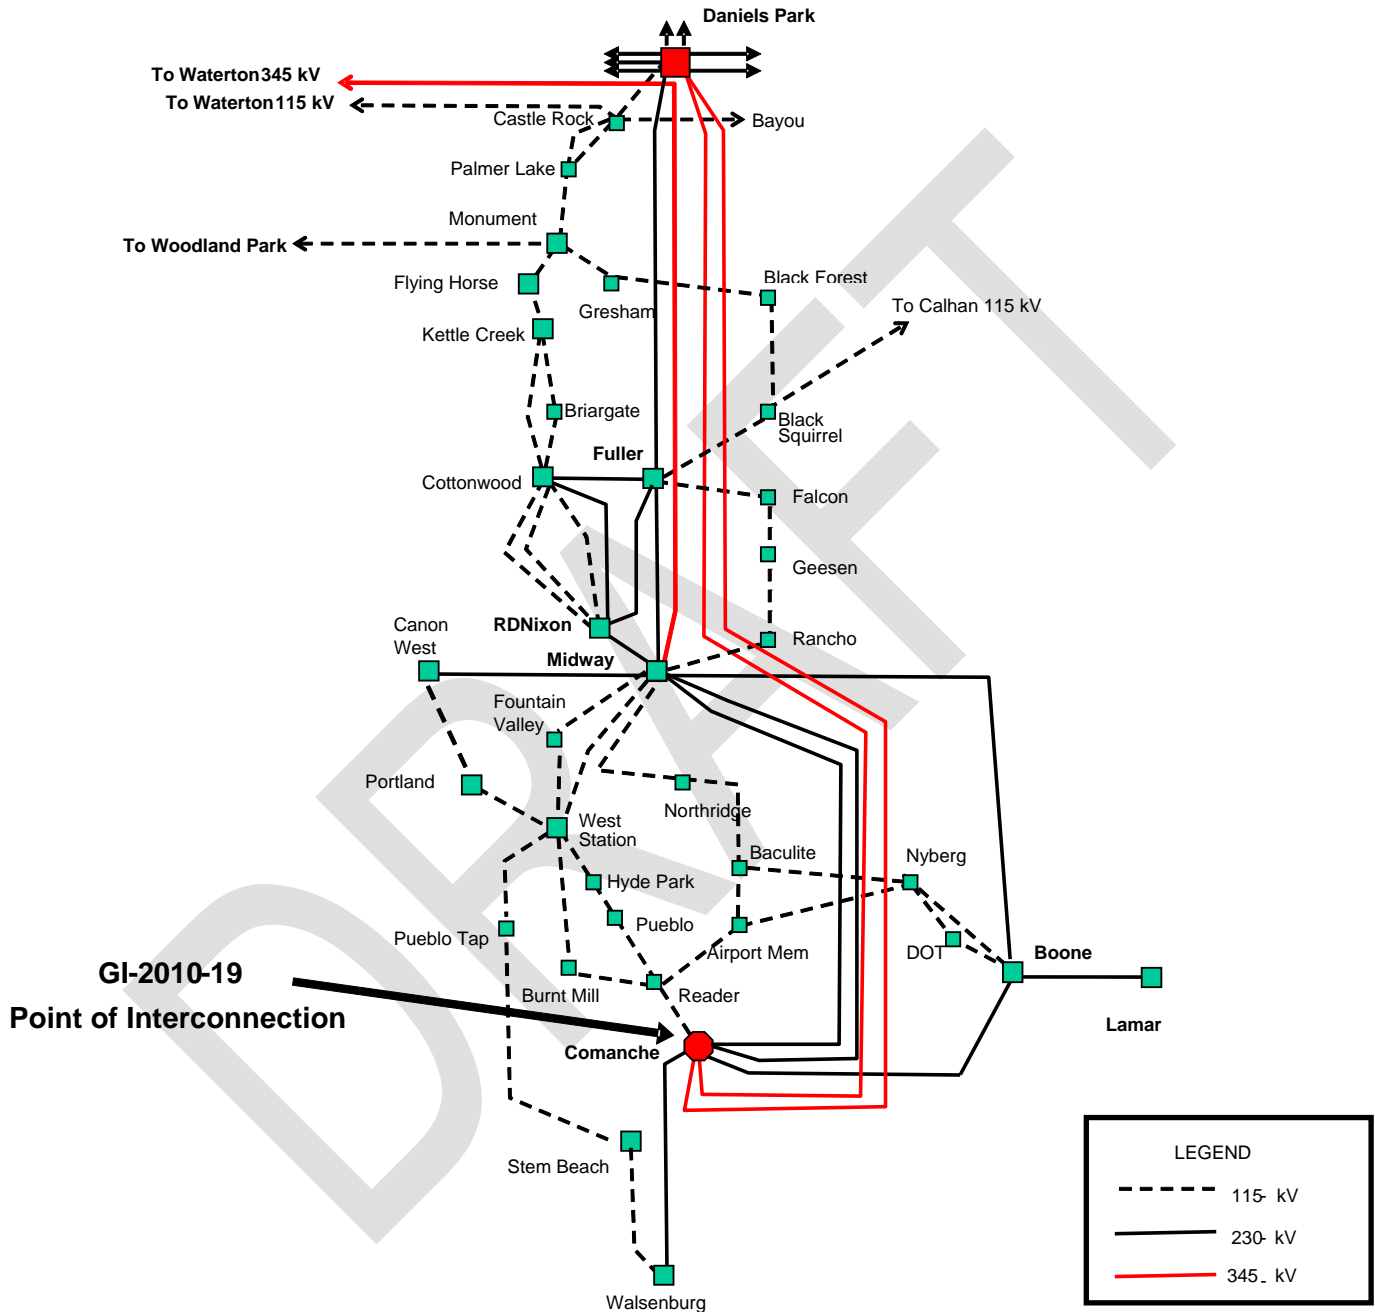 Daniels Park
To Waterton 345 kV
To Waterton 115 kV
Castle Rock
Bayou
Palmer Lake
Monument
To Woodland Park
Flying Horse
Gresham
Black Forest
To Calhan 115 kV
Kettle Creek
Briargate
Black
Squirrel
Fuller
Cottonwood
Falcon
Geesen
RDNixon
Canon
West
Rancho
Midway
Fountain
Valley
Portland
Northridge
West
Station
Baculite
Nyberg
Hyde Park
Pueblo
Pueblo Tap
Airport Mem
DOT
Boone
GI-2010-19
Point of Interconnection
Burnt Mill
Reader
Lamar
Comanche
Stem Beach
Walsenburg
LEGEND
115- kV
230- kV
345- kV
DRAFT